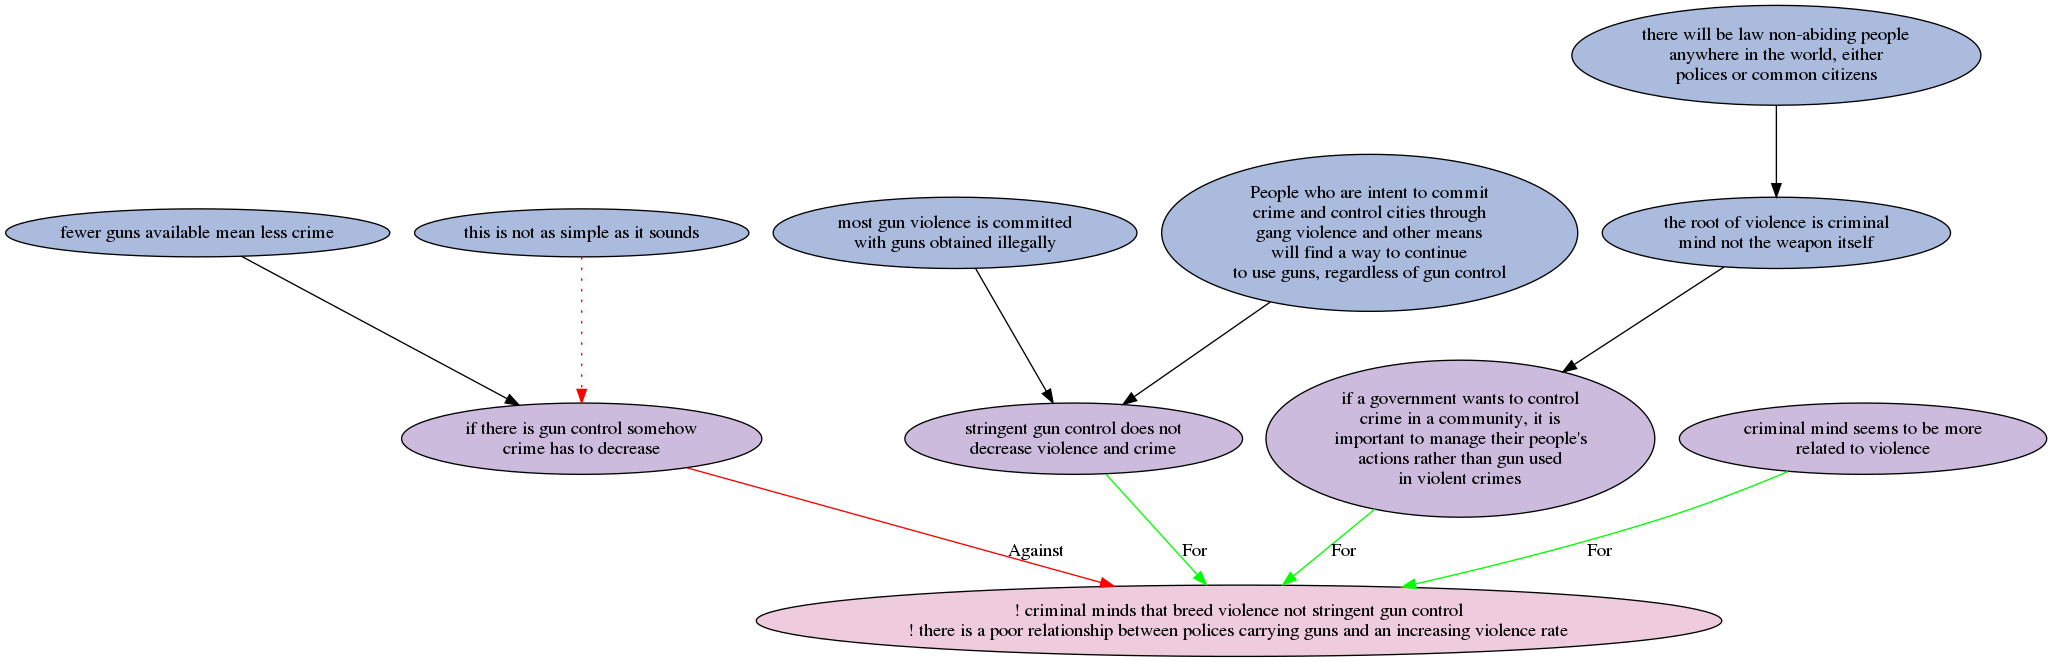 there will be law non-abiding people
anywhere in the world, either
polices or common citizens
fewer guns available mean less crime
this is not as simple as it sounds
most gun violence is committed
with guns obtained illegally
People who are intent to commit
crime and control cities through
gang violence and other means
will find a way to continue
to use guns, regardless of gun control
the root of violence is criminal
mind not the weapon itself
if there is gun control somehow
crime has to decrease
stringent gun control does not
decrease violence and crime
if a government wants to control
crime in a community, it is
important to manage their people's
actions rather than gun used
in violent crimes
criminal mind seems to be more
related to violence
Against
For
For
For
! criminal minds that breed violence not stringent gun control
! there is a poor relationship between polices carrying guns and an increasing violence rate